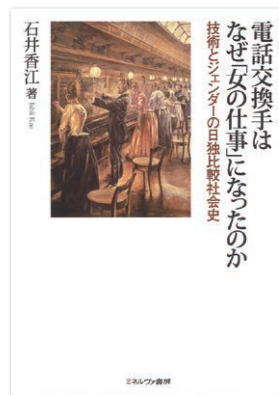 電話交換手は
なぜ「女の仕事」になったのか
技術とジェンダーの日独比較社会史
石井香江 著
Ishii Kae
ミネルヴァ書房